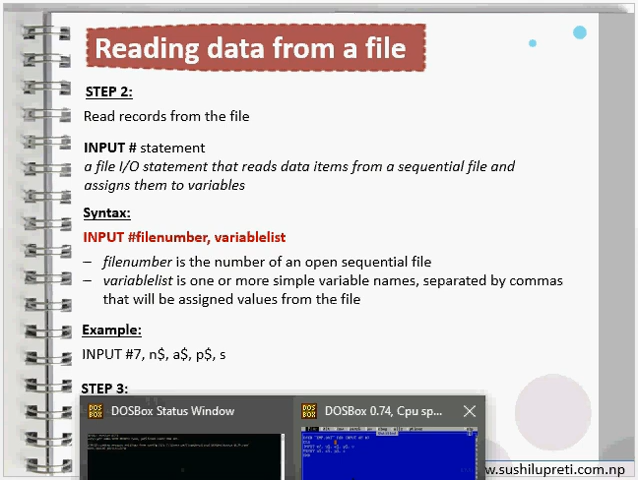 Reading data from a file
STEP 2:
Read records from the file
INPUT # statement
a file I/O statement that reads data items from a sequential file and
assigns them to variables
Syntax:
INPUT #filenumber, variablelist
– filenumber is the number of an open sequential file
– variablelist is one or more simple variable names, separated by commas
that will be assigned values from the file
Example:
INPUT #7, n$, a$, p$, s
STEP 3:
DOS BOX DOSBox Status Window
DOS BOX DOSBox 0.74, Cpu sp...
www.sushilupreti.com.np